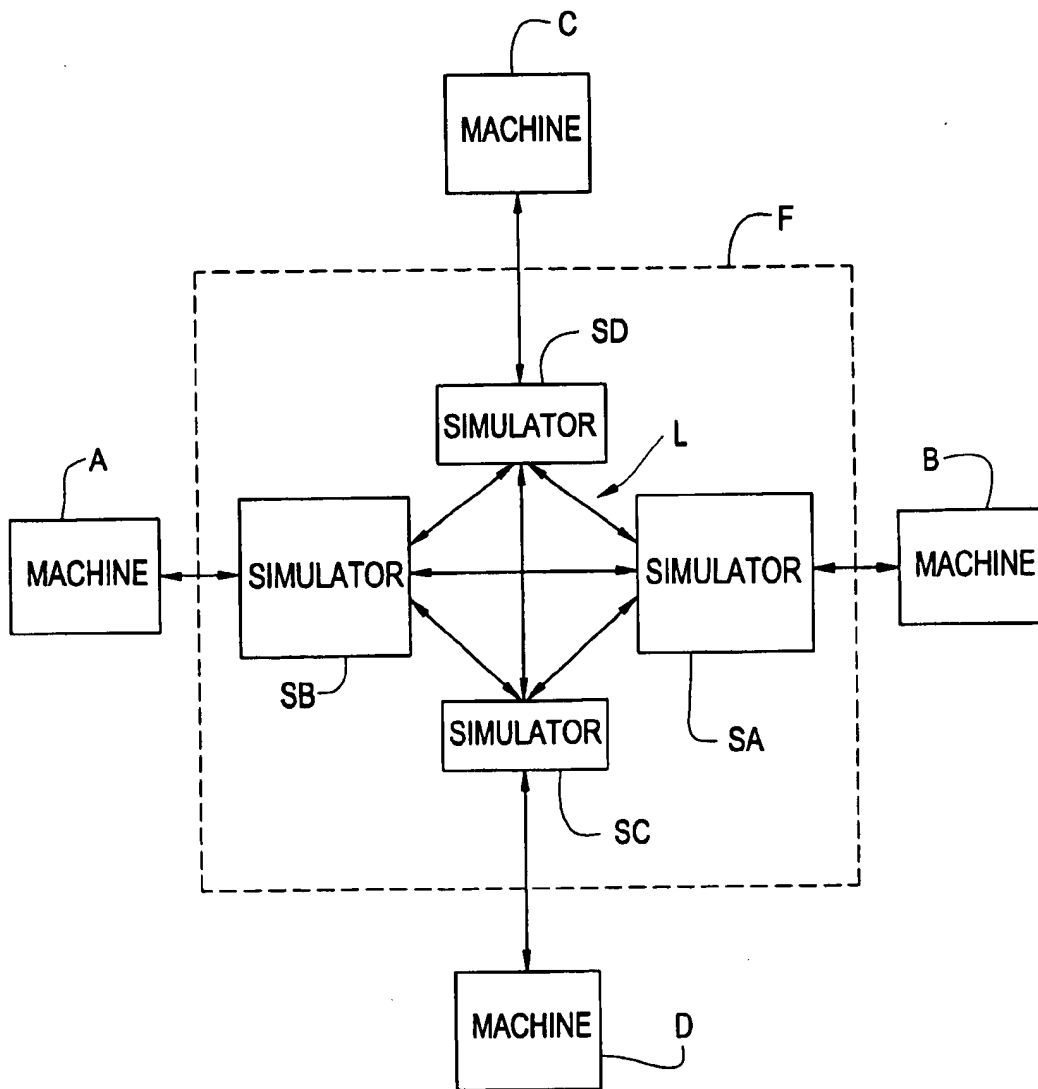 C
MACHINE
F
SD
SIMULATOR
L
A
B
MACHINE
SIMULATOR
SIMULATOR
MACHINE
SB
SIMULATOR
SA
SC
MACHINE
D